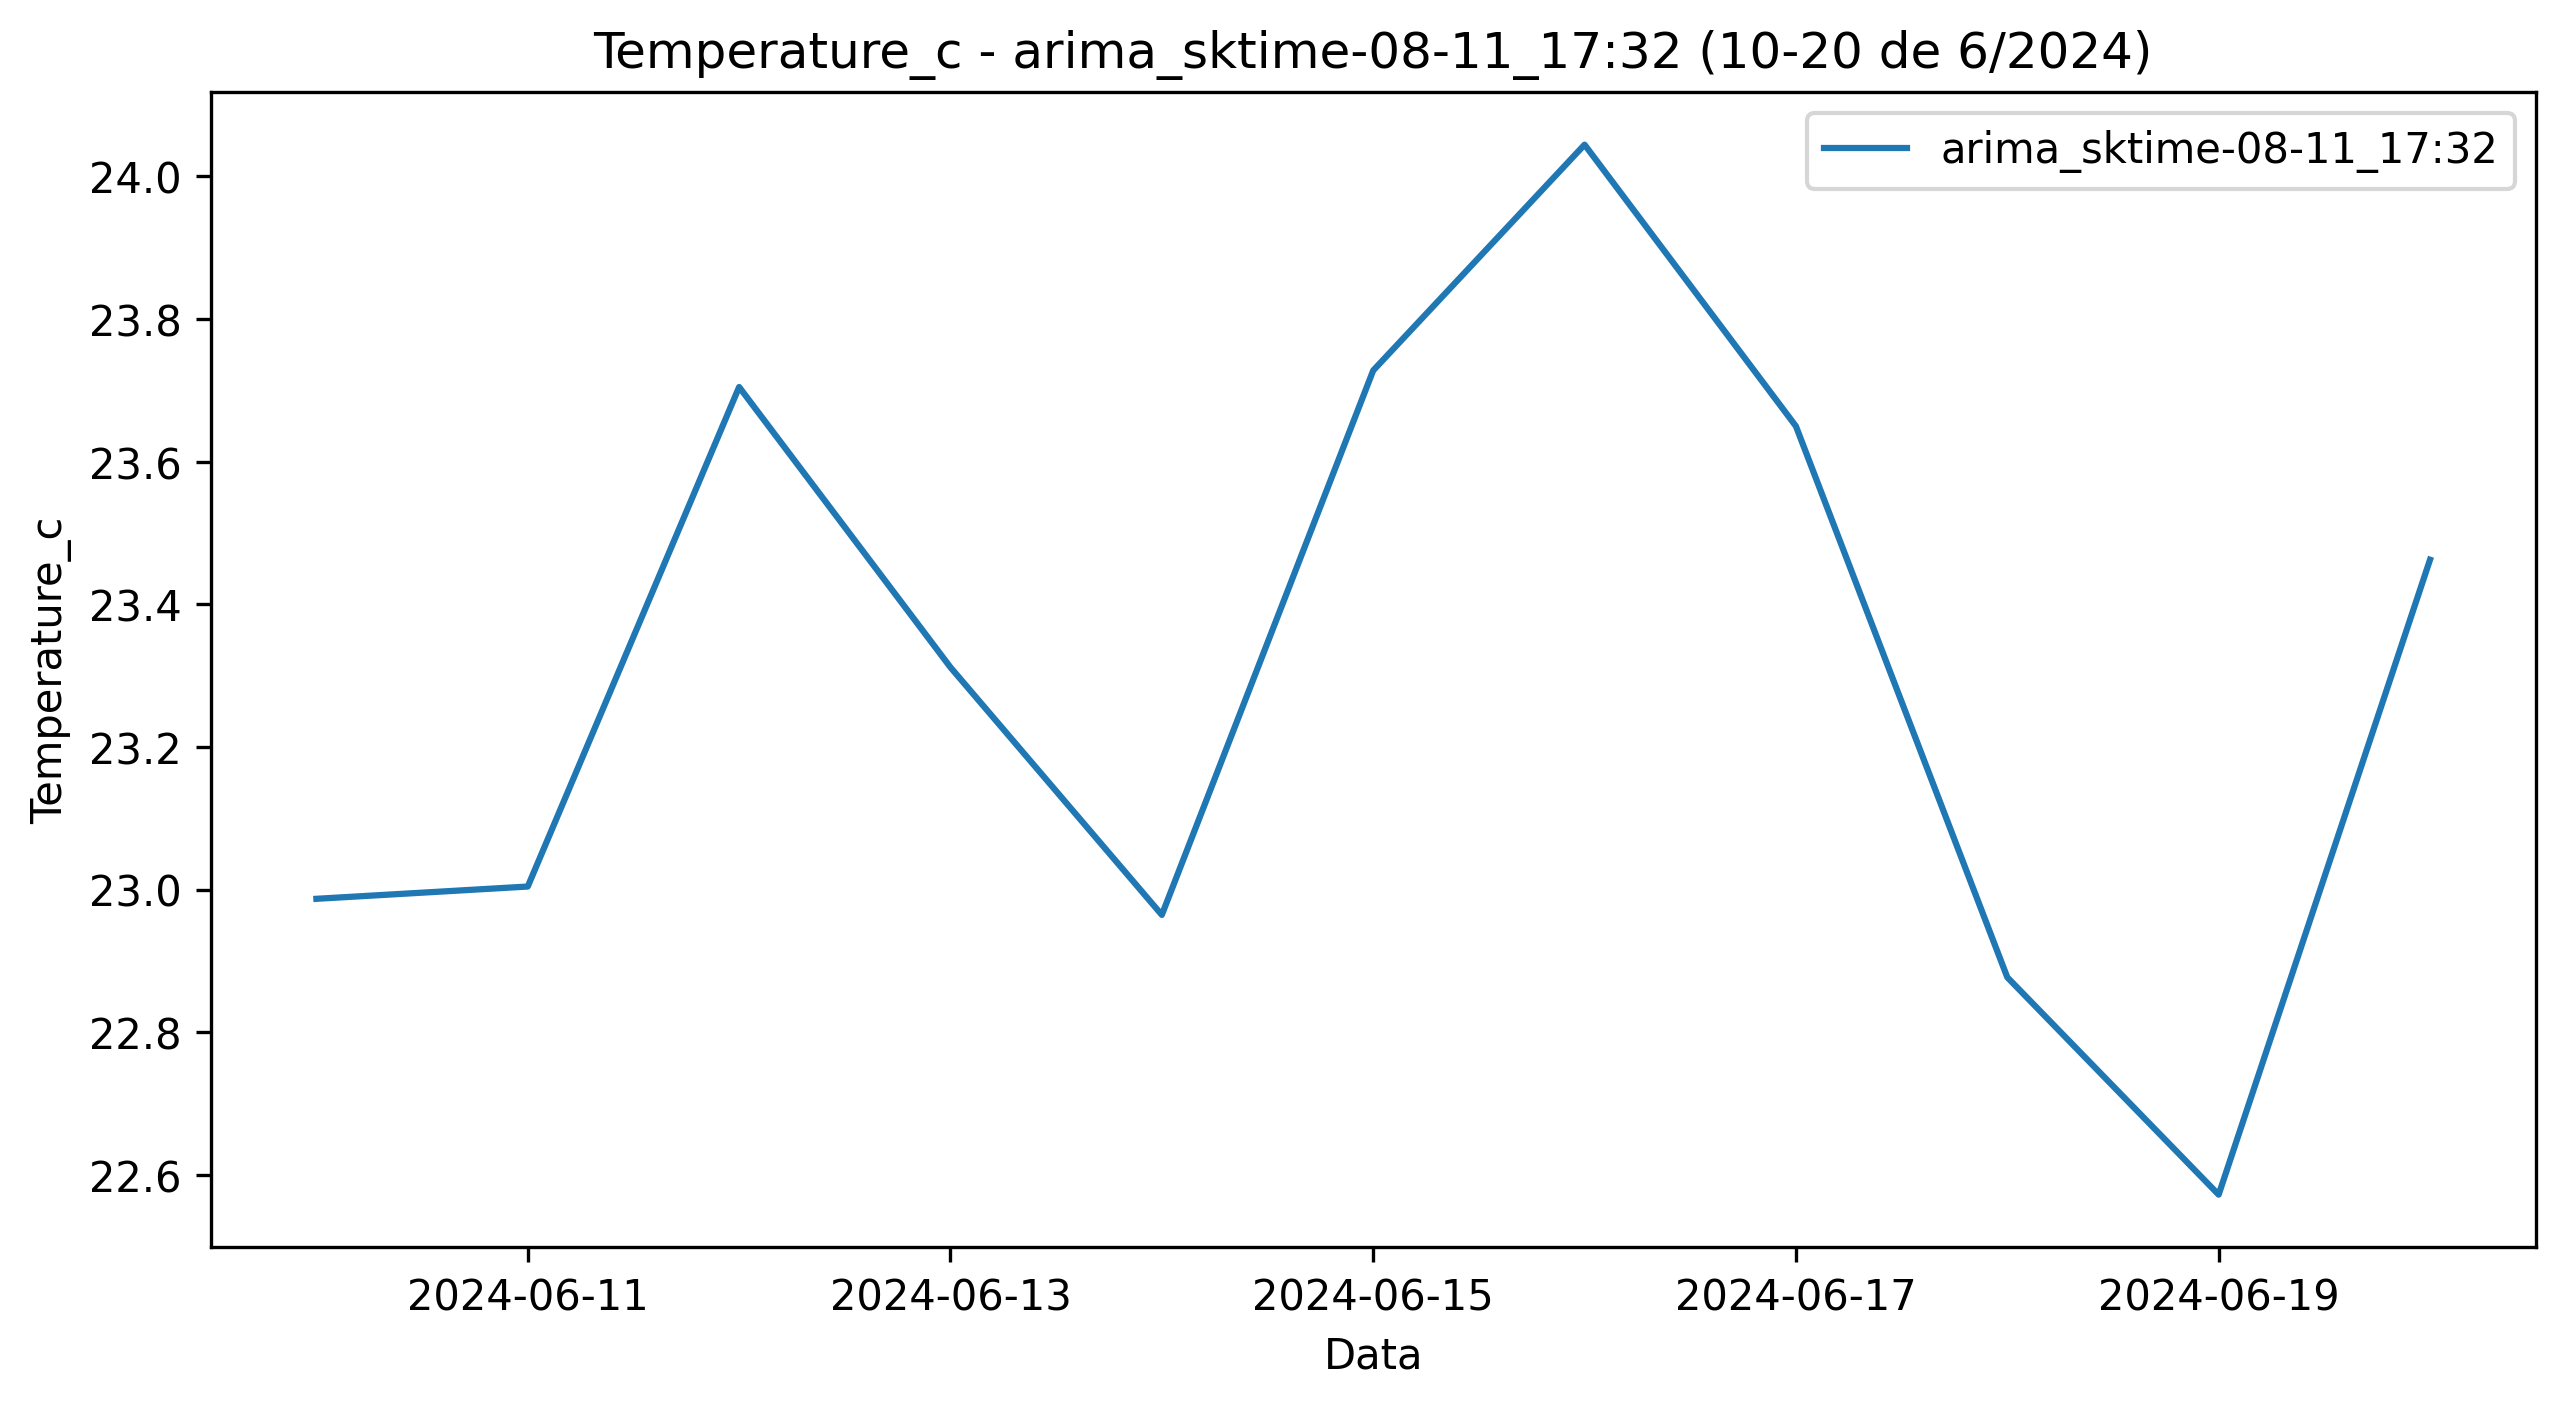 Temperature_c - arima_sktime-08-11_17:32 (10-20 de 6/2024)
arima_sktime-08-11_17:32
Temperature_c
24.0
23.8
23.6
23.4
23.2
23.0
22.8
22.6
2024-06-11 2024-06-13 2024-06-15 2024-06-17 2024-06-19
Data